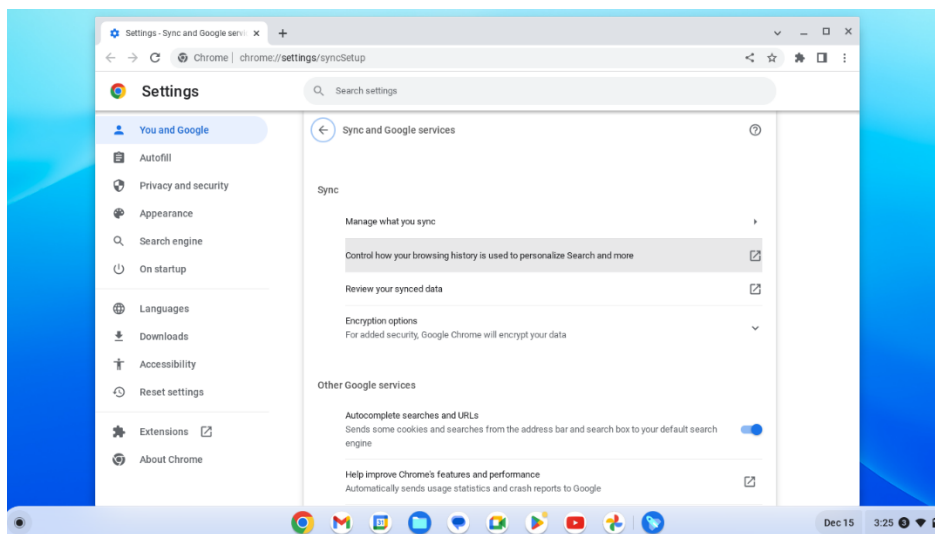 Settings - Sync and Google servi
Chrome | chrome://settings/syncSetup
Settings
Search settings
You and Google
Autofill
Privacy and security
Appearance
Search engine
On startup
Languages
Downloads
Accessibility
Reset settings
Extensions
About Chrome
Sync and Google services
Sync
Manage what you sync
Control how your browsing history is used to personalize Search and more
Review your synced data
Encryption options
For added security, Google Chrome will encrypt your data
Other Google services
Autocomplete searches and URLs
Sends some cookies and searches from the address bar and search box to your default search
engine
Help improve Chrome's features and performance
Automatically sends usage statistics and crash reports to Google
31
Dec 15 3:25 3